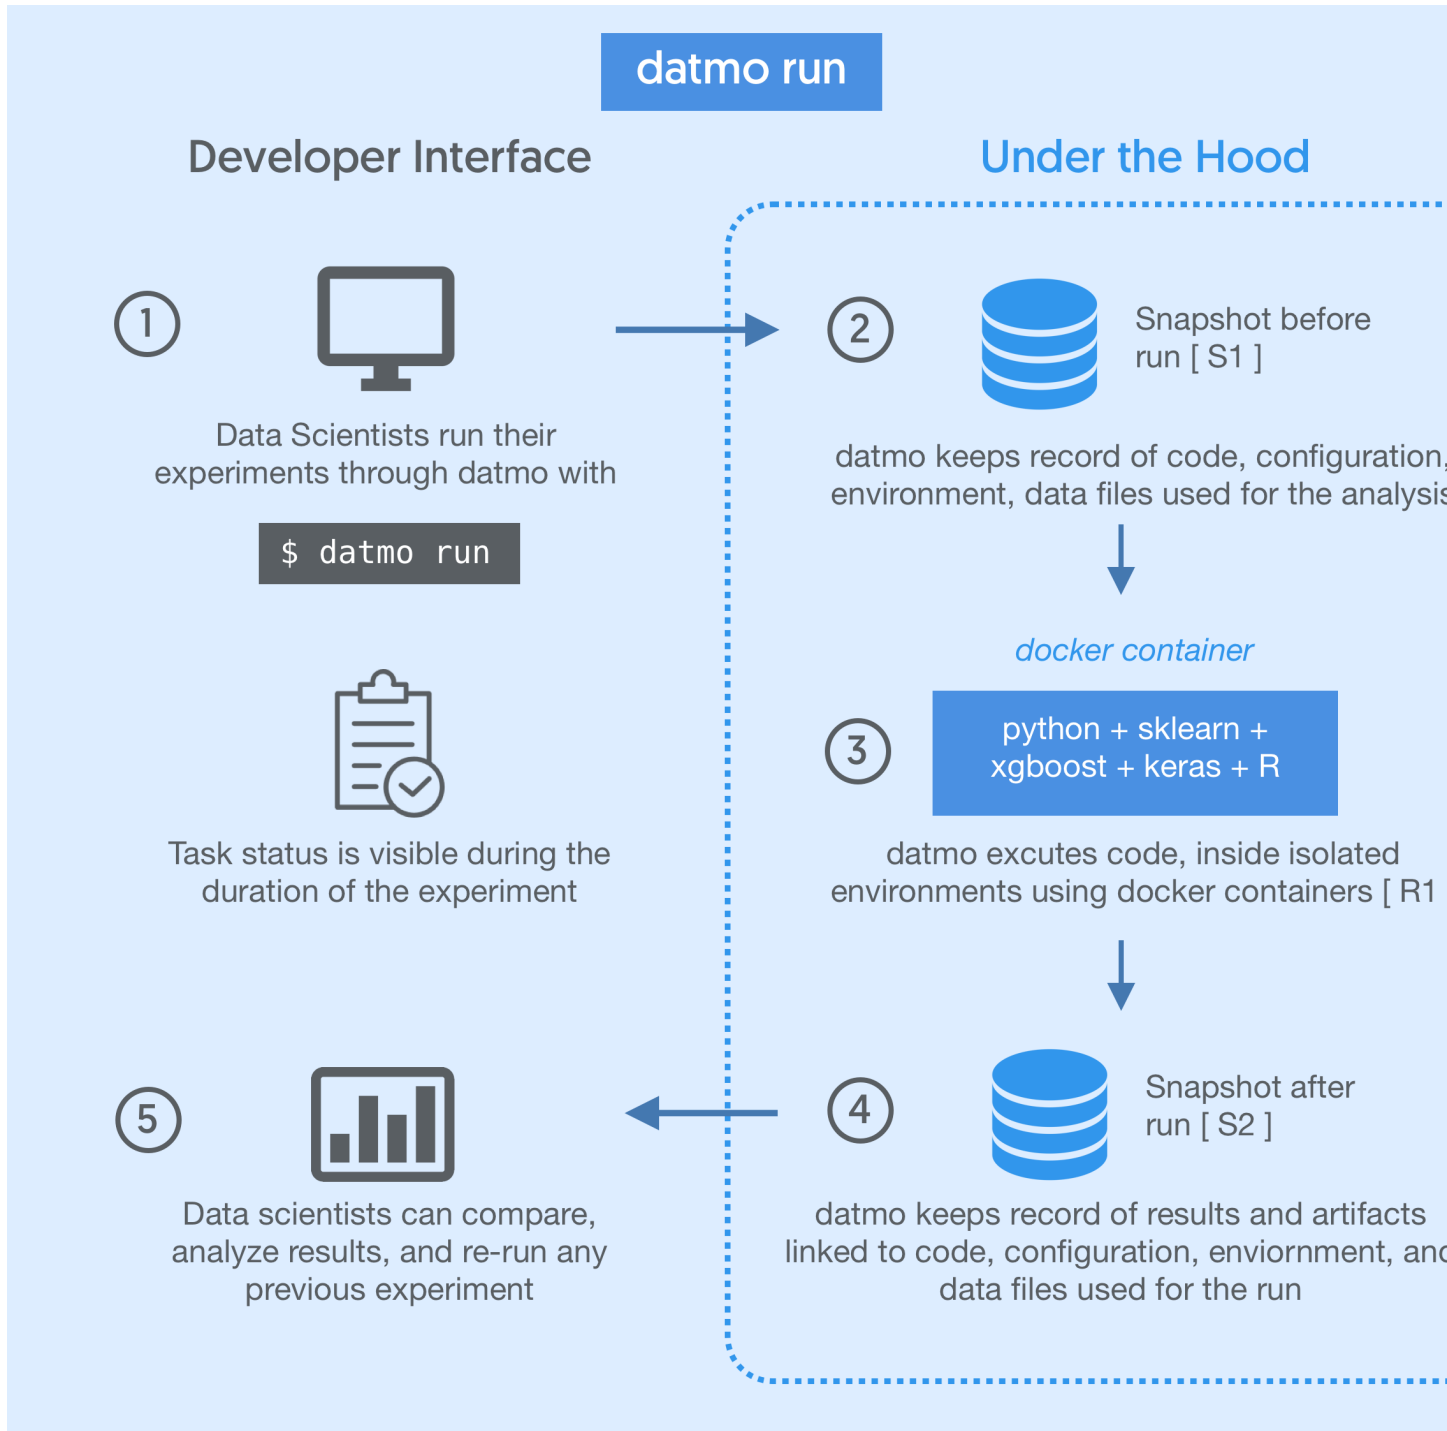 datmo run
Developer Interface
Under the Hood
1
Data Scientists run their
experiments through datmo with
$ datmo run
Task status is visible during the
duration of the experiment
2
Snapshot before
run [ S1 ]
datmo keeps record of code, configuration,
environment, data files used for the analysis
docker container
3
python + sklearn +
xgboost + keras + R
datmo excutes code, inside isolated
environments using docker containers [ R1
4
Snapshot after
run [ S2 ]
datmo keeps record of results and artifacts
linked to code, configuration, enviornment, and
data files used for the run
5
Data scientists can compare,
analyze results, and re-run any
previous experiment